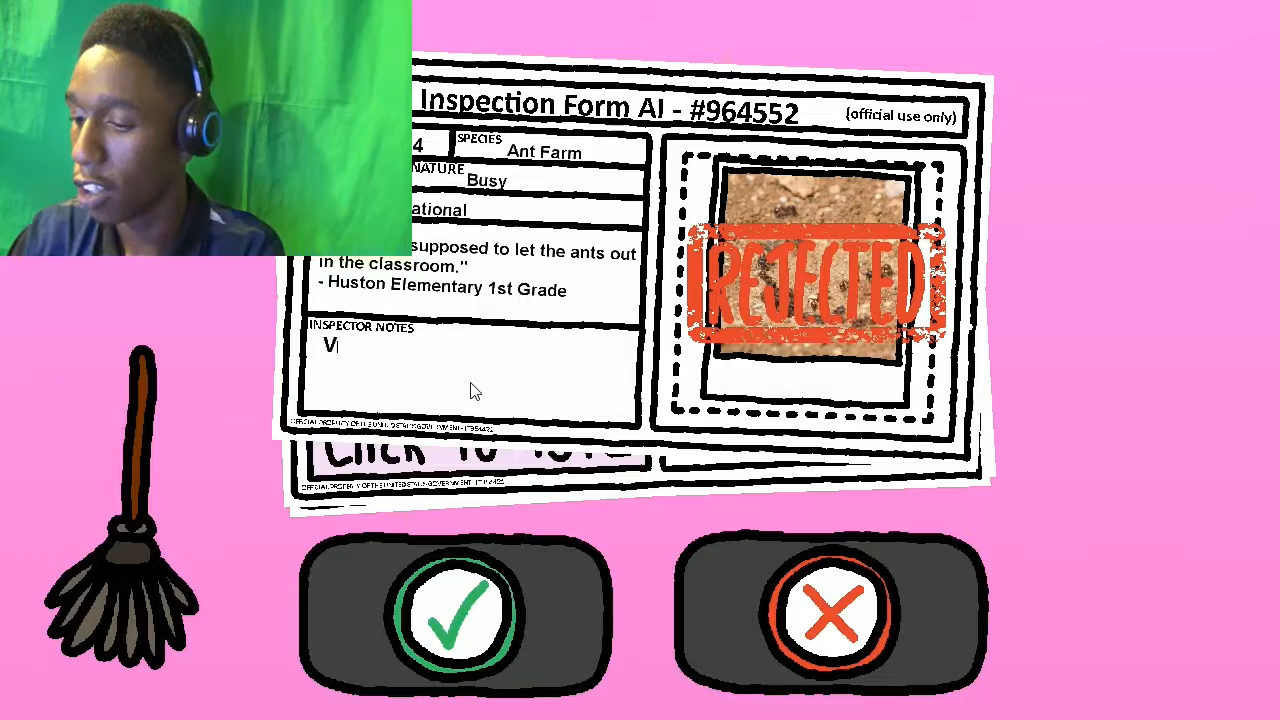 Inspection Form AI - #964552
(official use only)
4
SPECIES
Ant Farm
NATURE
Busy
ational
supposed to let the ants out
in the classroom."
- Huston Elementary 1st Grade
INSPECTOR NOTES
V
REJECTED